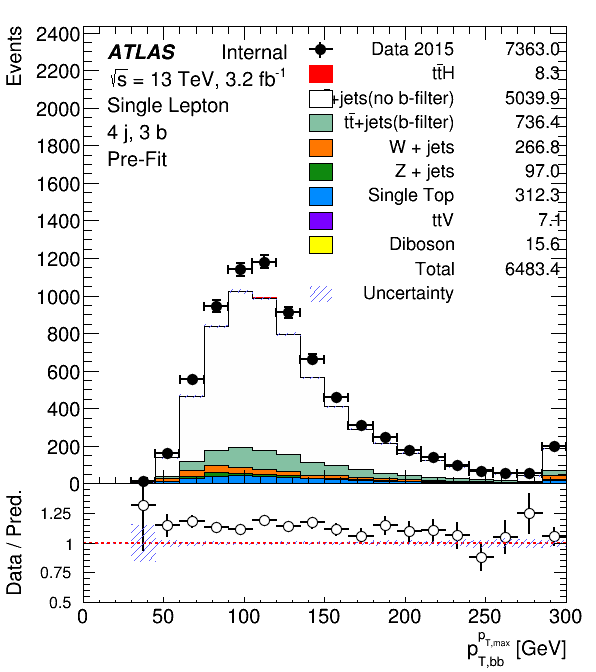 Events
2400
2200
2000
1800
1600
1400
1200
1000
800
600
400
200
0
ATLAS Internal
√s = 13 TeV, 3.2 fb-1
Single Lepton
4 j, 3 b
Pre-Fit
Data 2015 7363.0
tt̄H 8.3
+jets(no b-filter) 5039.9
tt̄+jets(b-filter) 736.4
W + jets 266.8
Z + jets 97.0
Single Top 312.3
ttV 7.1
Diboson 15.6
Total 6483.4
Uncertainty
Data / Pred.
1.25
1
0.75
0.5
0 50 100 150 200 250 300
pT,bb pT,max [GeV]